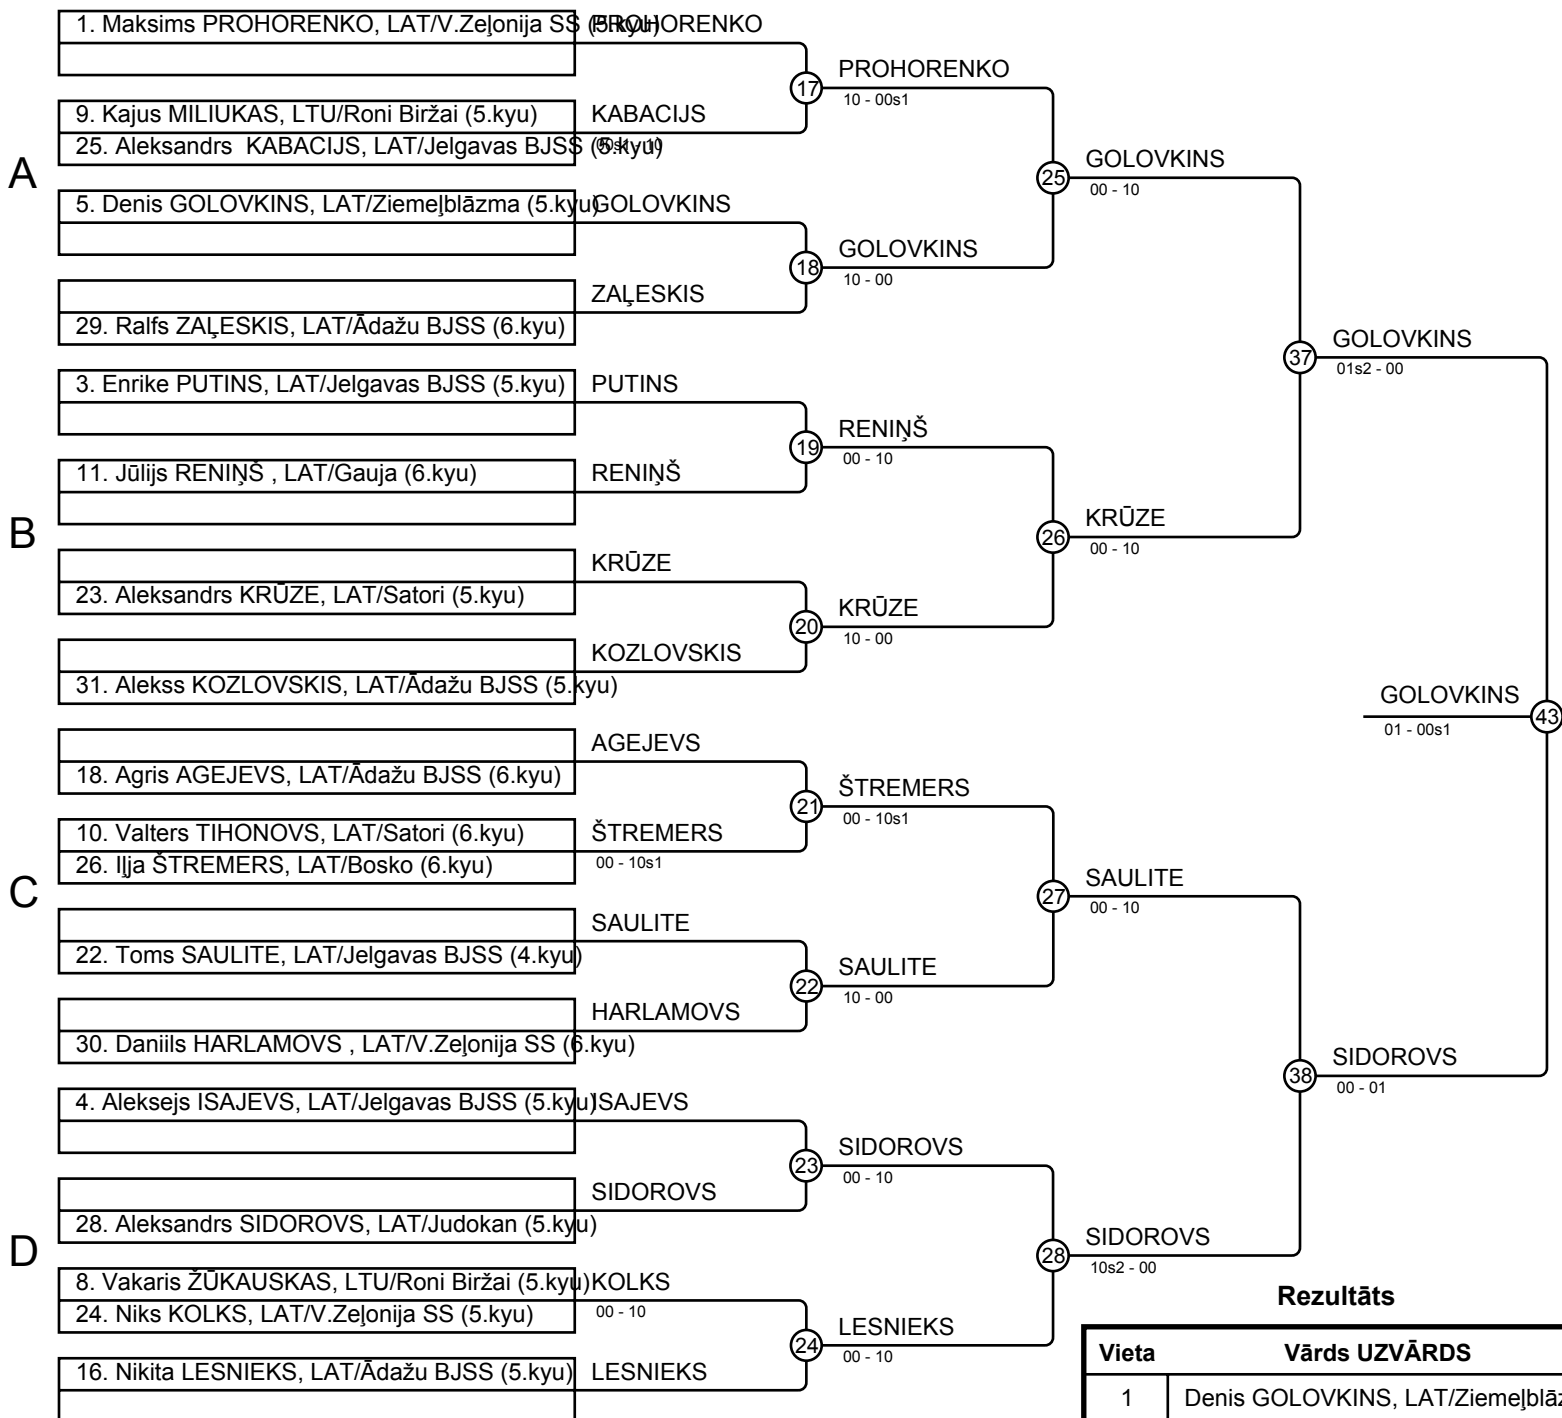 1. Maksims PROHORENKO, LAT/V.Zeļonija SS (5.kyu)
PROHORENKO
17
PROHORENKO
10 - 00s1
9. Kajus MILIUKAS, LTU/Roni Biržai (5.kyu)
25. Aleksandrs  KABACIJS, LAT/Jelgavas BJSS (5.kyu)
KABACIJS
00s1 - 10
A
25
GOLOVKINS
00 - 10
5. Denis GOLOVKINS, LAT/Ziemeļblāzma (5.kyu)
GOLOVKINS
18
GOLOVKINS
10 - 00
ZAĻESKIS
29. Ralfs ZAĻESKIS, LAT/Ādažu BJSS (6.kyu)
37
GOLOVKINS
01s2 - 00
3. Enrike PUTINS, LAT/Jelgavas BJSS (5.kyu)
PUTINS
19
RENIŅŠ
00 - 10
11. Jūlijs RENIŅŠ , LAT/Gauja (6.kyu)
RENIŅŠ
B
26
KRŪZE
00 - 10
KRŪZE
23. Aleksandrs KRŪZE, LAT/Satori (5.kyu)
20
KRŪZE
10 - 00
KOZLOVSKIS
31. Alekss KOZLOVSKIS, LAT/Ādažu BJSS (5.kyu)
GOLOVKINS
43
01 - 00s1
AGEJEVS
18. Agris AGEJEVS, LAT/Ādažu BJSS (6.kyu)
21
ŠTREMERS
00 - 10s1
10. Valters TIHONOVS, LAT/Satori (6.kyu)
26. Iļja ŠTREMERS, LAT/Bosko (6.kyu)
ŠTREMERS
00 - 10s1
C
27
SAULITE
00 - 10
SAULITE
22. Toms SAULITE, LAT/Jelgavas BJSS (4.kyu)
22
SAULITE
10 - 00
HARLAMOVS
30. Daniils HARLAMOVS , LAT/V.Zeļonija SS (6.kyu)
38
SIDOROVS
00 - 01
4. Aleksejs ISAJEVS, LAT/Jelgavas BJSS (5.kyu)
ISAJEVS
23
SIDOROVS
00 - 10
SIDOROVS
28. Aleksandrs SIDOROVS, LAT/Judokan (5.kyu)
D
28
SIDOROVS
10s2 - 00
8. Vakaris ŽŪKAUSKAS, LTU/Roni Biržai (5.kyu)
24. Niks KOLKS, LAT/V.Zeļonija SS (5.kyu)
KOLKS
00 - 10
24
LESNIEKS
00 - 10
16. Nikita LESNIEKS, LAT/Ādažu BJSS (5.kyu)
LESNIEKS
Rezultāts
Vieta
Vārds UZVĀRDS
1
Denis GOLOVKINS, LAT/Ziemeļblāz